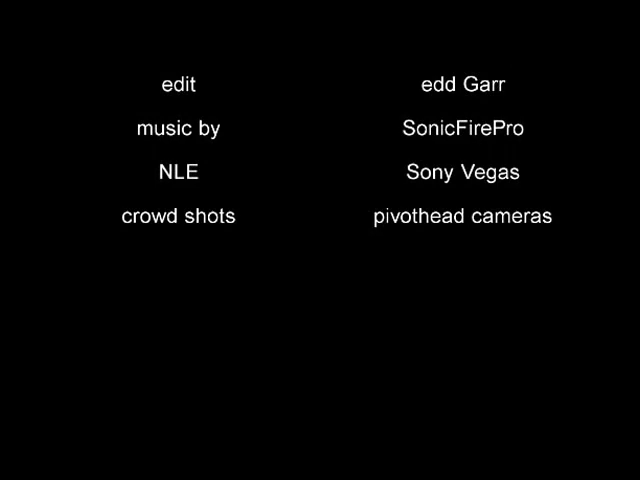 edit edd Garr
music by SonicFirePro
NLE Sony Vegas
crowd shots pivothead cameras